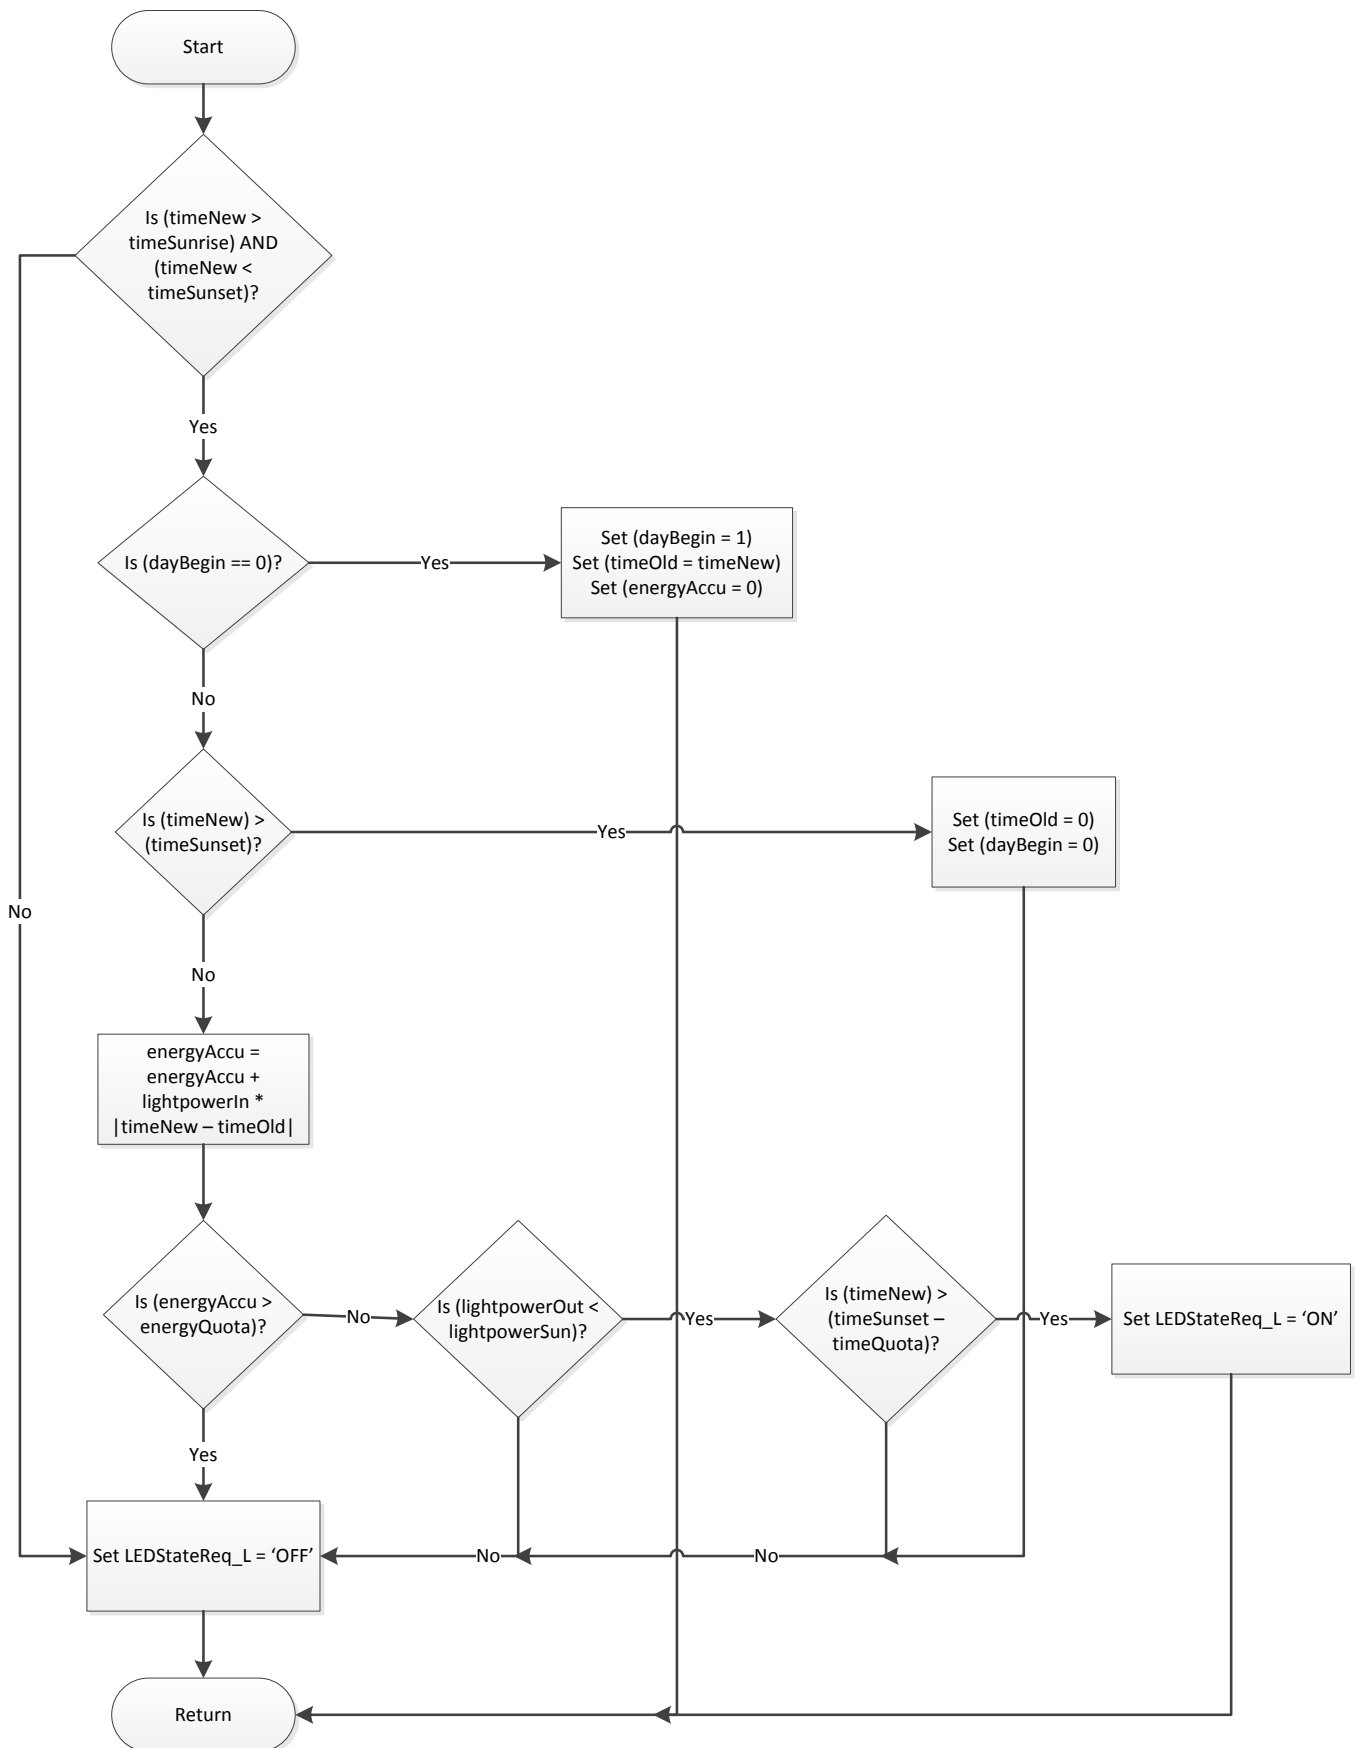 Start
Is (timeNew >
timeSunrise) AND
(timeNew <
timeSunset)?
Yes
Is (dayBegin == 0)?
Yes
Set (dayBegin = 1)
Set (timeOld = timeNew)
Set (energyAccu = 0)
No
Is (timeNew) >
(timeSunset)?
Yes
Set (timeOld = 0)
Set (dayBegin = 0)
No
No
energyAccu =
energyAccu +
lightpowerIn *
|timeNew – timeOld|
Is (energyAccu >
energyQuota)?
No
Is (lightpowerOut <
lightpowerSun)?
Yes
Is (timeNew) >
(timeSunset –
timeQuota)?
Yes
Set LEDStateReq_L = ‘ON’
Yes
Set LEDStateReq_L = ‘OFF’
No
No
Return